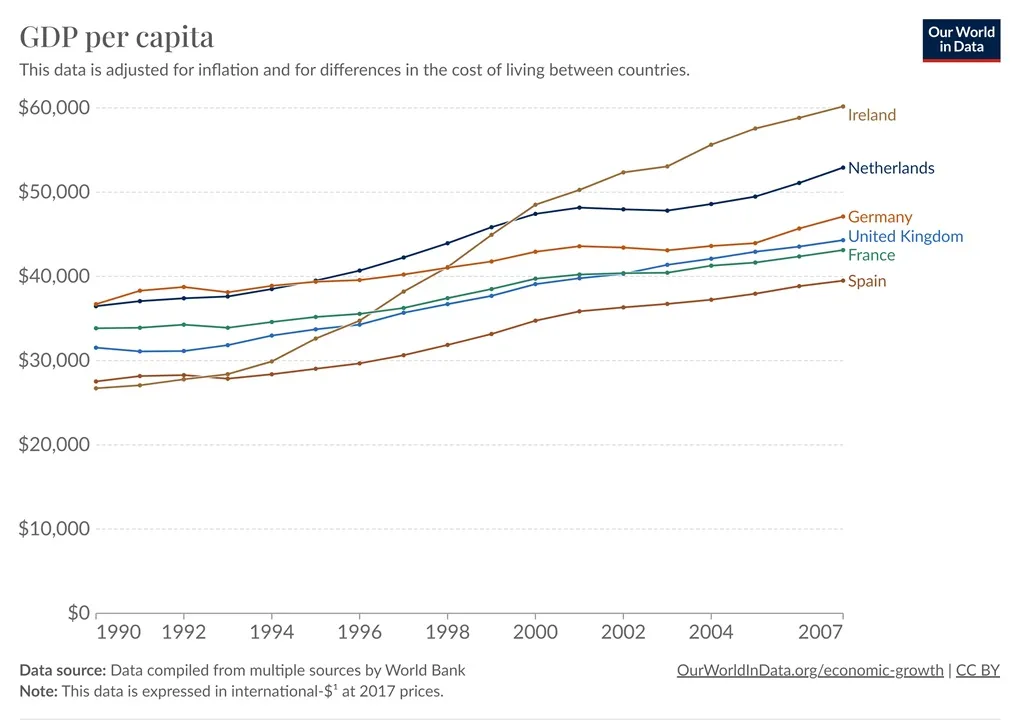 GDP per capita
Our World
in Data
This data is adjusted for inflation and for differences in the cost of living between countries.
$60,000
Ireland
$50,000
Netherlands
Germany
United Kingdom
$40,000
France
Spain
$30,000
$20,000
$10,000
$0
1990 1992 1994 1996 1998 2000 2002 2004 2007
Data source: Data compiled from multiple sources by World Bank
OurWorldInData.org/economic-growth | CC BY
Note: This data is expressed in international-$¹ at 2017 prices.